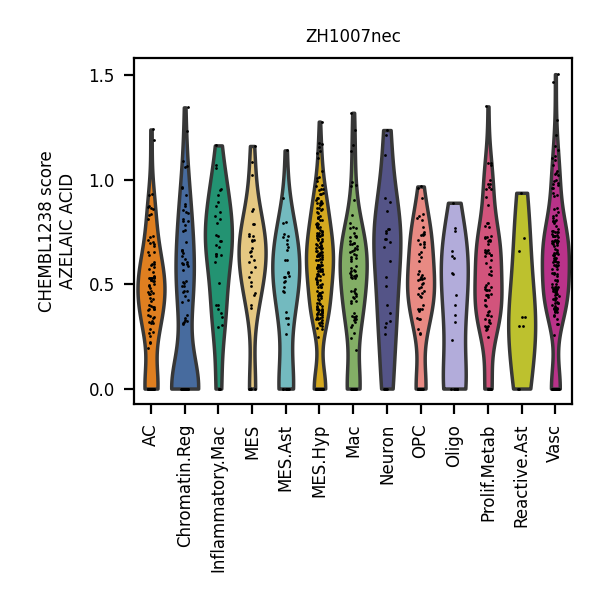 ZH1007nec
CHEMBL1238 score
AZELAIC ACID
1.5
1.0
0.5
0.0
AC
Chromatin.Reg
Inflammatory.Mac
MES
MES.Ast
MES.Hyp
Mac
Neuron
OPC
Oligo
Prolif.Metab
Reactive.Ast
Vasc